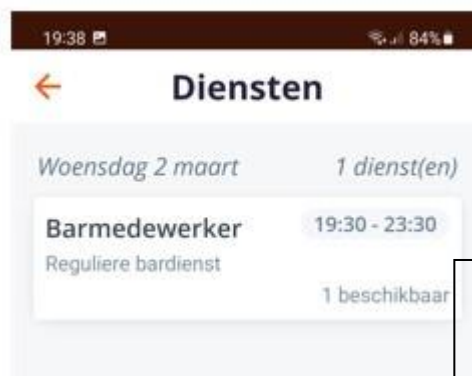 19:38 84%
Diensten
Woensdag 2 maart 1 dienst(en)
Barmedewerker 19:30 - 23:30
Reguliere bardienst
1 beschikbaar